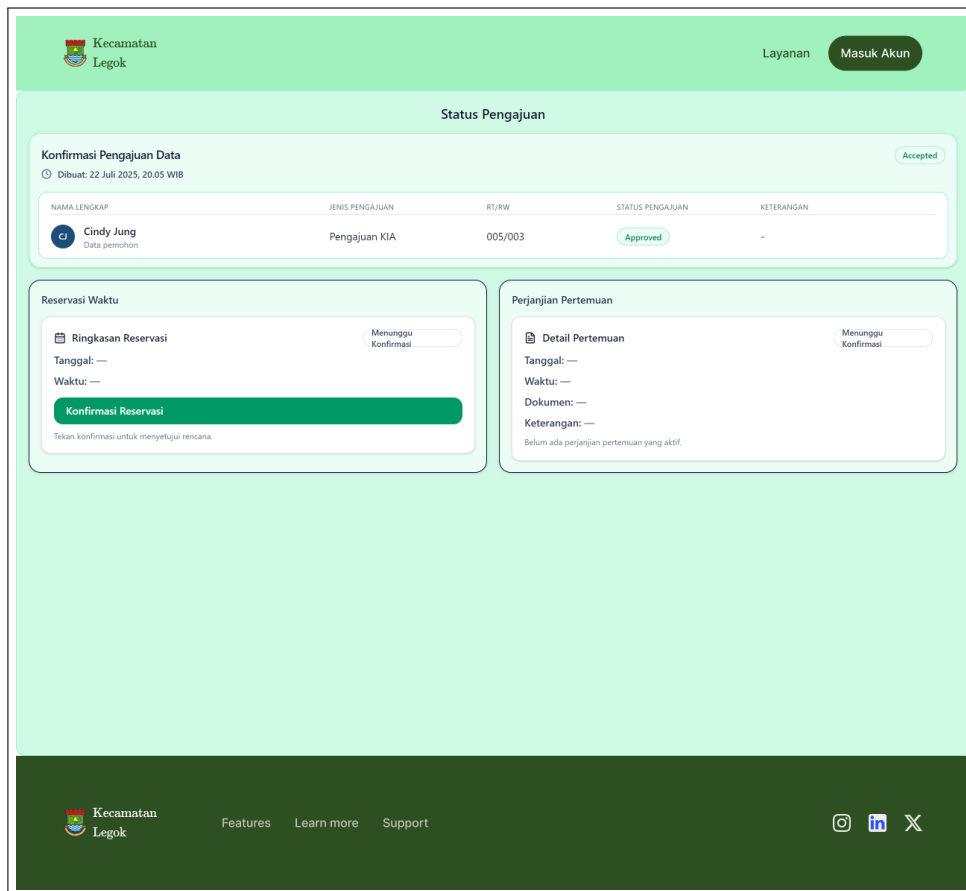 Kecamatan
Legok
Layanan
Masuk Akun
Status Pengajuan
Konfirmasi Pengajuan Data
Accepted
Dibuat: 22 Juli 2025, 20.05 WIB
NAMA LENGKAP JENIS PENGAJUAN RT/RW STATUS PENGAJUAN KETERANGAN
CJ Cindy Jung Pengajuan KIA 005/003 Approved -
Data pemohon
Reservasi Waktu
Ringkasan Reservasi
Menunggu
Konfirmasi
Tanggal: —
Waktu: —
Konfirmasi Reservasi
Tekan konfirmasi untuk menyetujui rencana.
Perjanjian Pertemuan
Detail Pertemuan
Menunggu
Konfirmasi
Tanggal: —
Waktu: —
Dokumen: —
Keterangan: —
Belum ada perjanjian pertemuan yang aktif.
Kecamatan
Legok
Features Learn more Support